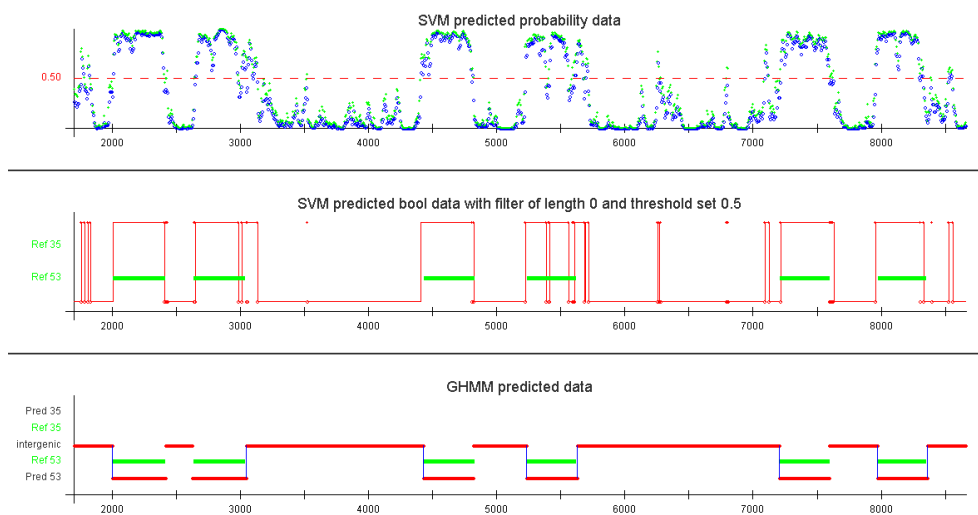 SVM predicted probability data
0.50
2000 3000 4000 5000 6000 7000 8000
SVM predicted bool data with filter of length 0 and threshold set 0.5
Ref 35
Ref 53
2000 3000 4000 5000 6000 7000 8000
GHMM predicted data
Pred 35
Ref 35
intergenic
Ref 53
Pred 53
2000 3000 4000 5000 6000 7000 8000